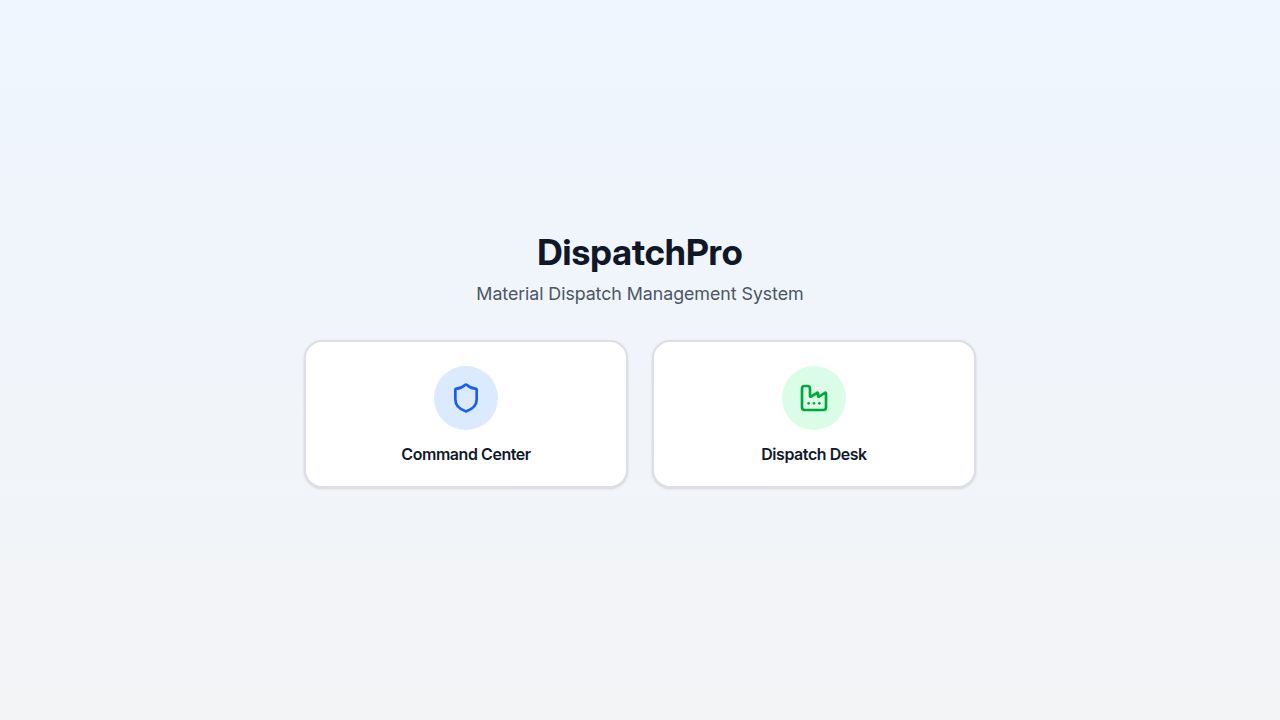 DispatchPro
Material Dispatch Management System
Command Center
Dispatch Desk